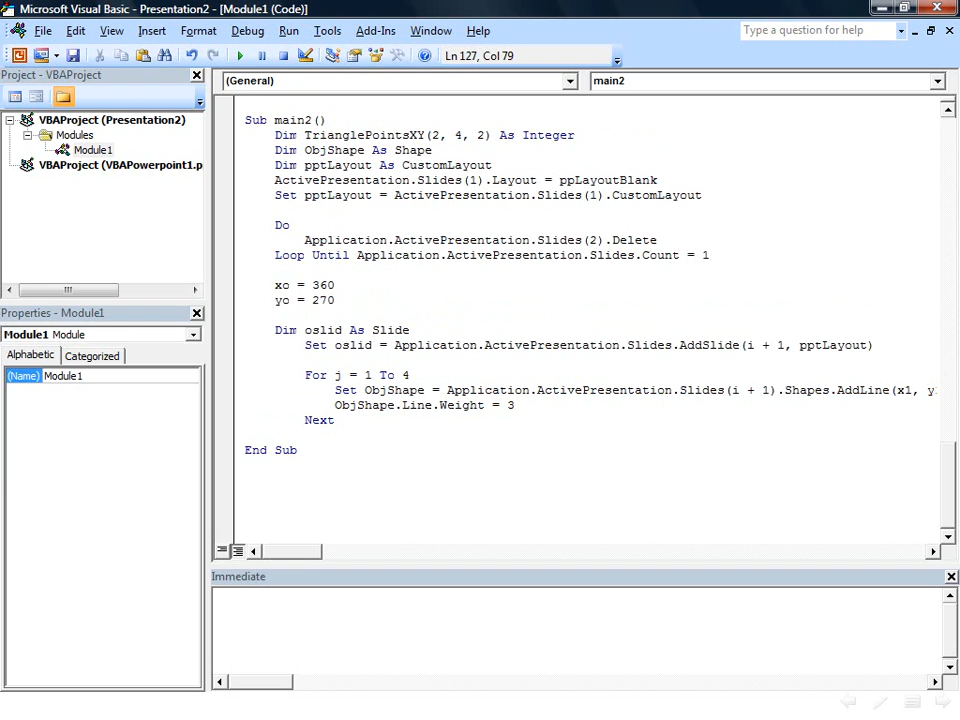 Microsoft Visual Basic - Presentation2 - [Module1 (Code)]
File Edit View Insert Format Debug Run Tools Add-Ins Window Help
Type a question for help
Ln 127, Col 79
Project - VBAProject
(General)
main2
VBAProject (Presentation2)
Modules
Module1
VBAProject (VBAPowerpoint1.p
Properties - Module1
Module1 Module
Alphabetic Categorized
(Name) Module1
Sub main2()
Dim TrianglePointsXY(2, 4, 2) As Integer
Dim ObjShape As Shape
Dim pptLayout As CustomLayout
ActivePresentation.Slides(1).Layout = ppLayoutBlank
Set pptLayout = ActivePresentation.Slides(1).CustomLayout
Do
Application.ActivePresentation.Slides(2).Delete
Loop Until Application.ActivePresentation.Slides.Count = 1
xo = 360
yo = 270
Dim oslid As Slide
Set oslid = Application.ActivePresentation.Slides.AddSlide(i + 1, pptLayout)
For j = 1 To 4
Set ObjShape = Application.ActivePresentation.Slides(i + 1).Shapes.AddLine(x1, y
ObjShape.Line.Weight = 3
Next
End Sub
Immediate